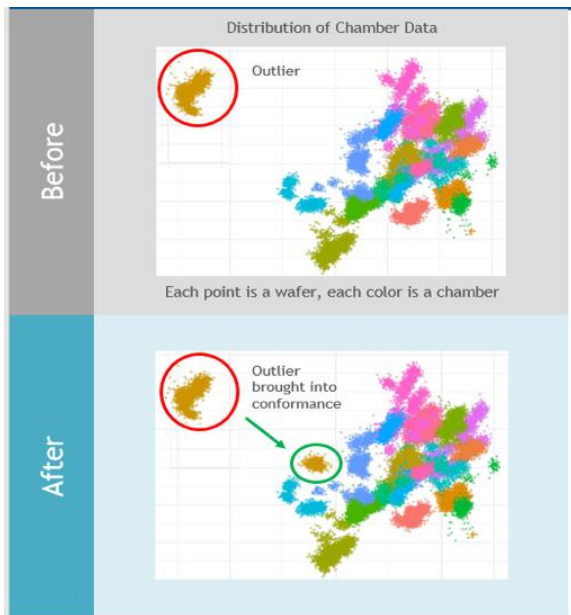 Distribution of Chamber Data
Outlier
Before
Each point is a wafer, each color is a chamber
Outlier
brought into
conformance
After